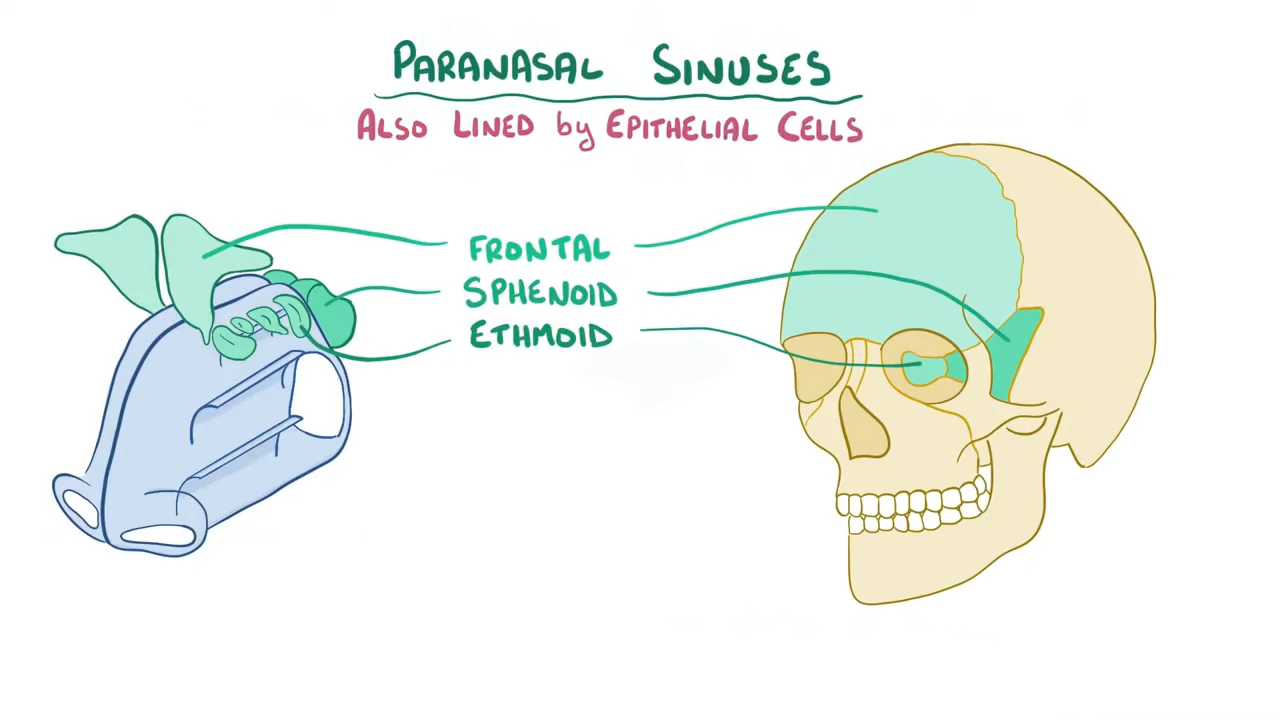 PARANASAL SINUSES
ALSO LINED by EPITHELIAL CELLS
FRONTAL
SPHENOID
ETHMOID